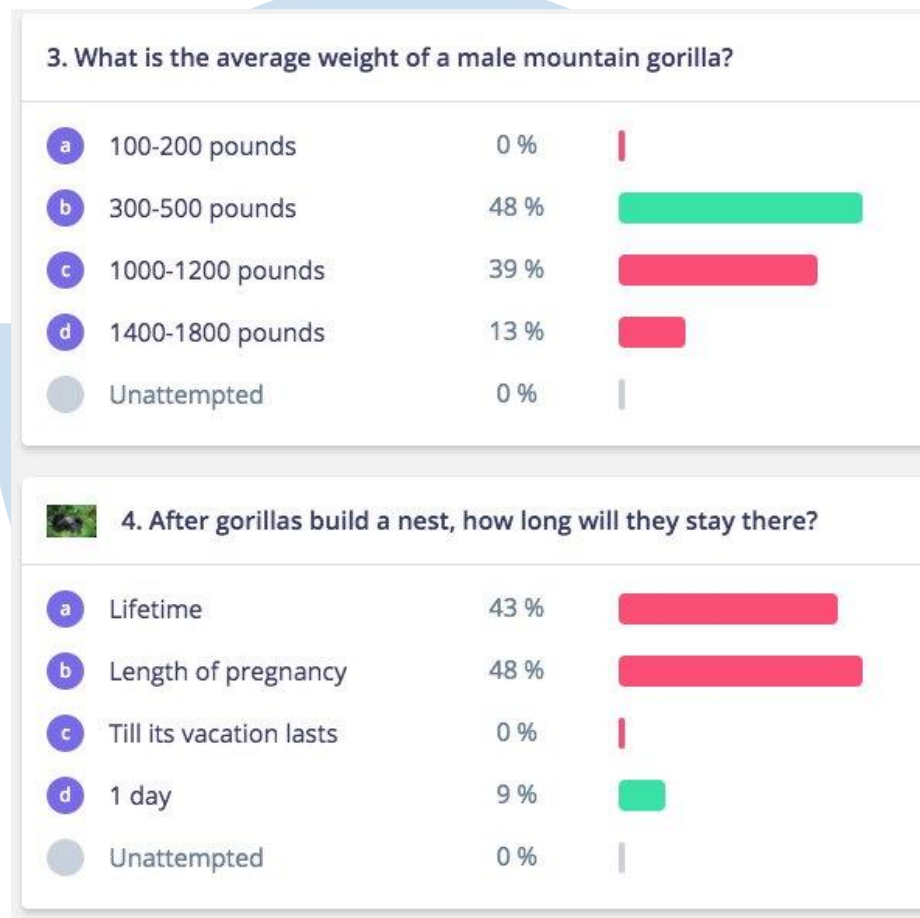 3. What is the average weight of a male mountain gorilla?
a 100-200 pounds 0 %
b 300-500 pounds 48 %
c 1000-1200 pounds 39 %
d 1400-1800 pounds 13 %
Unattempted 0 %
4. After gorillas build a nest, how long will they stay there?
a Lifetime 43 %
b Length of pregnancy 48 %
c Till its vacation lasts 0 %
d 1 day 9 %
Unattempted 0 %